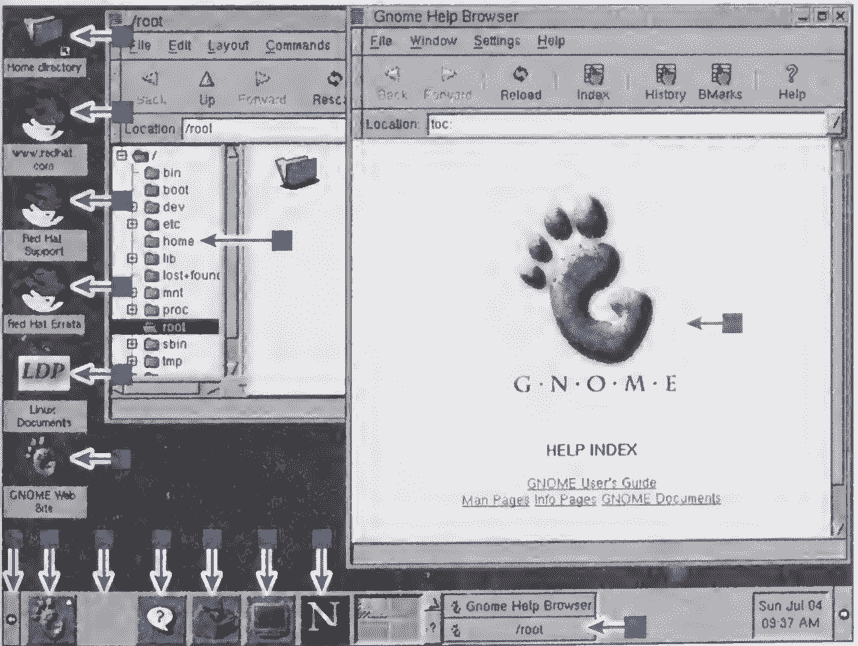 Home directory
www.redhat.
com
Red Hat
Support
Red Hat Errata
LDP
Linux
Documents
GNOME Web
Site
/root
File Edit Layout Commands
Back Up Forward Resca
Location /root
/
bin
boot
dev
etc
home
lib
lost+found
mnt
proc
root
sbin
tmp
Gnome Help Browser
File Window Settings Help
Back Forward Reload Index History BMarks Help
Location: toc:
G·N·O·M·E
HELP INDEX
GNOME User's Guide
Man Pages Info Pages GNOME Documents
?
N
?
Gnome Help Browser
/root
Sun Jul 04
09:37 AM